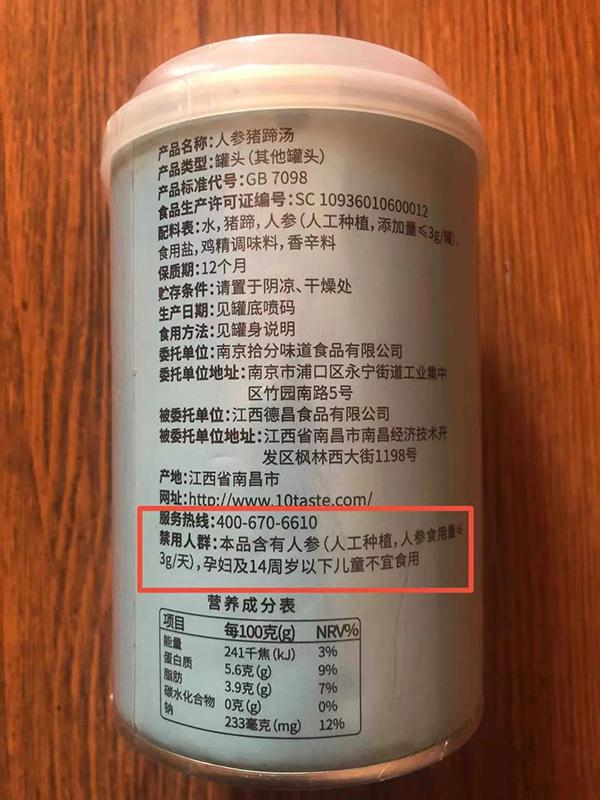 产品名称:人参猪蹄汤
产品类型:罐头(其他罐头)
产品标准代号:GB 7098
食品生产许可证编号:SC 10936010600012
配料表:水,猪蹄,人参(人工种植,添加量≤3g/罐),
食用盐,鸡精调味料,香辛料
保质期:12个月
贮存条件:请置于阴凉、干燥处
生产日期:见罐底喷码
食用方法:见罐身说明
委托单位:南京拾分味道食品有限公司
委托单位地址:南京市浦口区永宁街道工业集中
区竹园南路5号
被委托单位:江西德昌食品有限公司
被委托单位地址:江西省南昌市南昌经济技术开
发区枫林西大街1198号
产地:江西省南昌市
网址:http://www.10taste.com/
服务热线:400-670-6610
禁用人群:本品含有人参(人工种植,人参食用量≤
3g/天),孕妇及14周岁以下儿童不宜食用
营养成分表
项目 每100克(g) NRV%
能量 241千焦(kJ) 3%
蛋白质 5.6克(g) 9%
脂肪 3.9克(g) 7%
碳水化合物 0克(g) 0%
钠 233毫克(mg) 12%